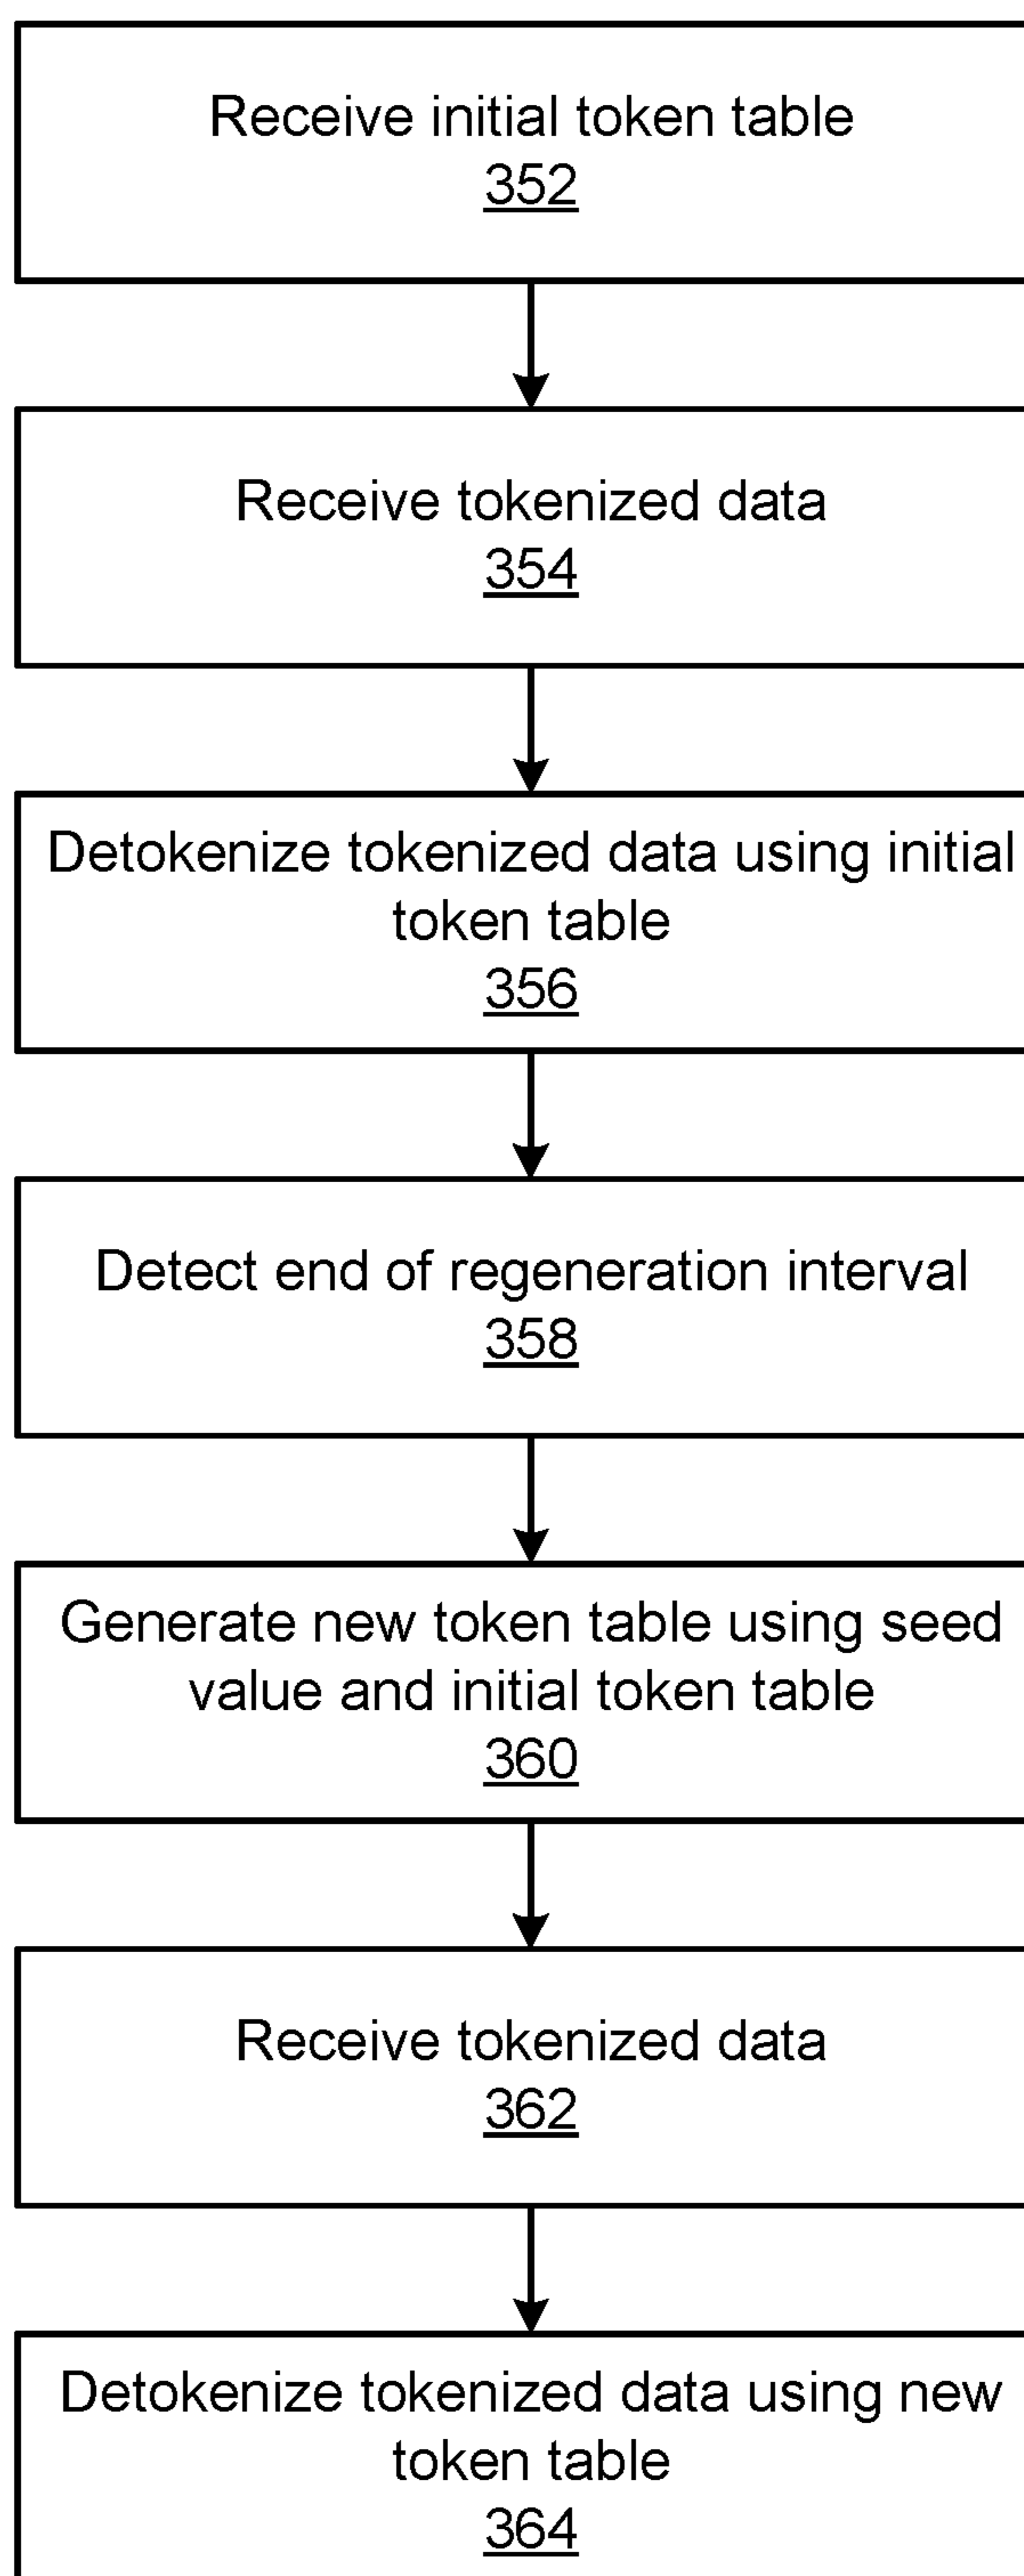 Receive initial token table
352
Receive tokenized data
354
Detokenize tokenized data using initial
token table
356
Detect end of regeneration interval
358
Generate new token table using seed
value and initial token table
360
Receive tokenized data
362
Detokenize tokenized data using new
token table
364